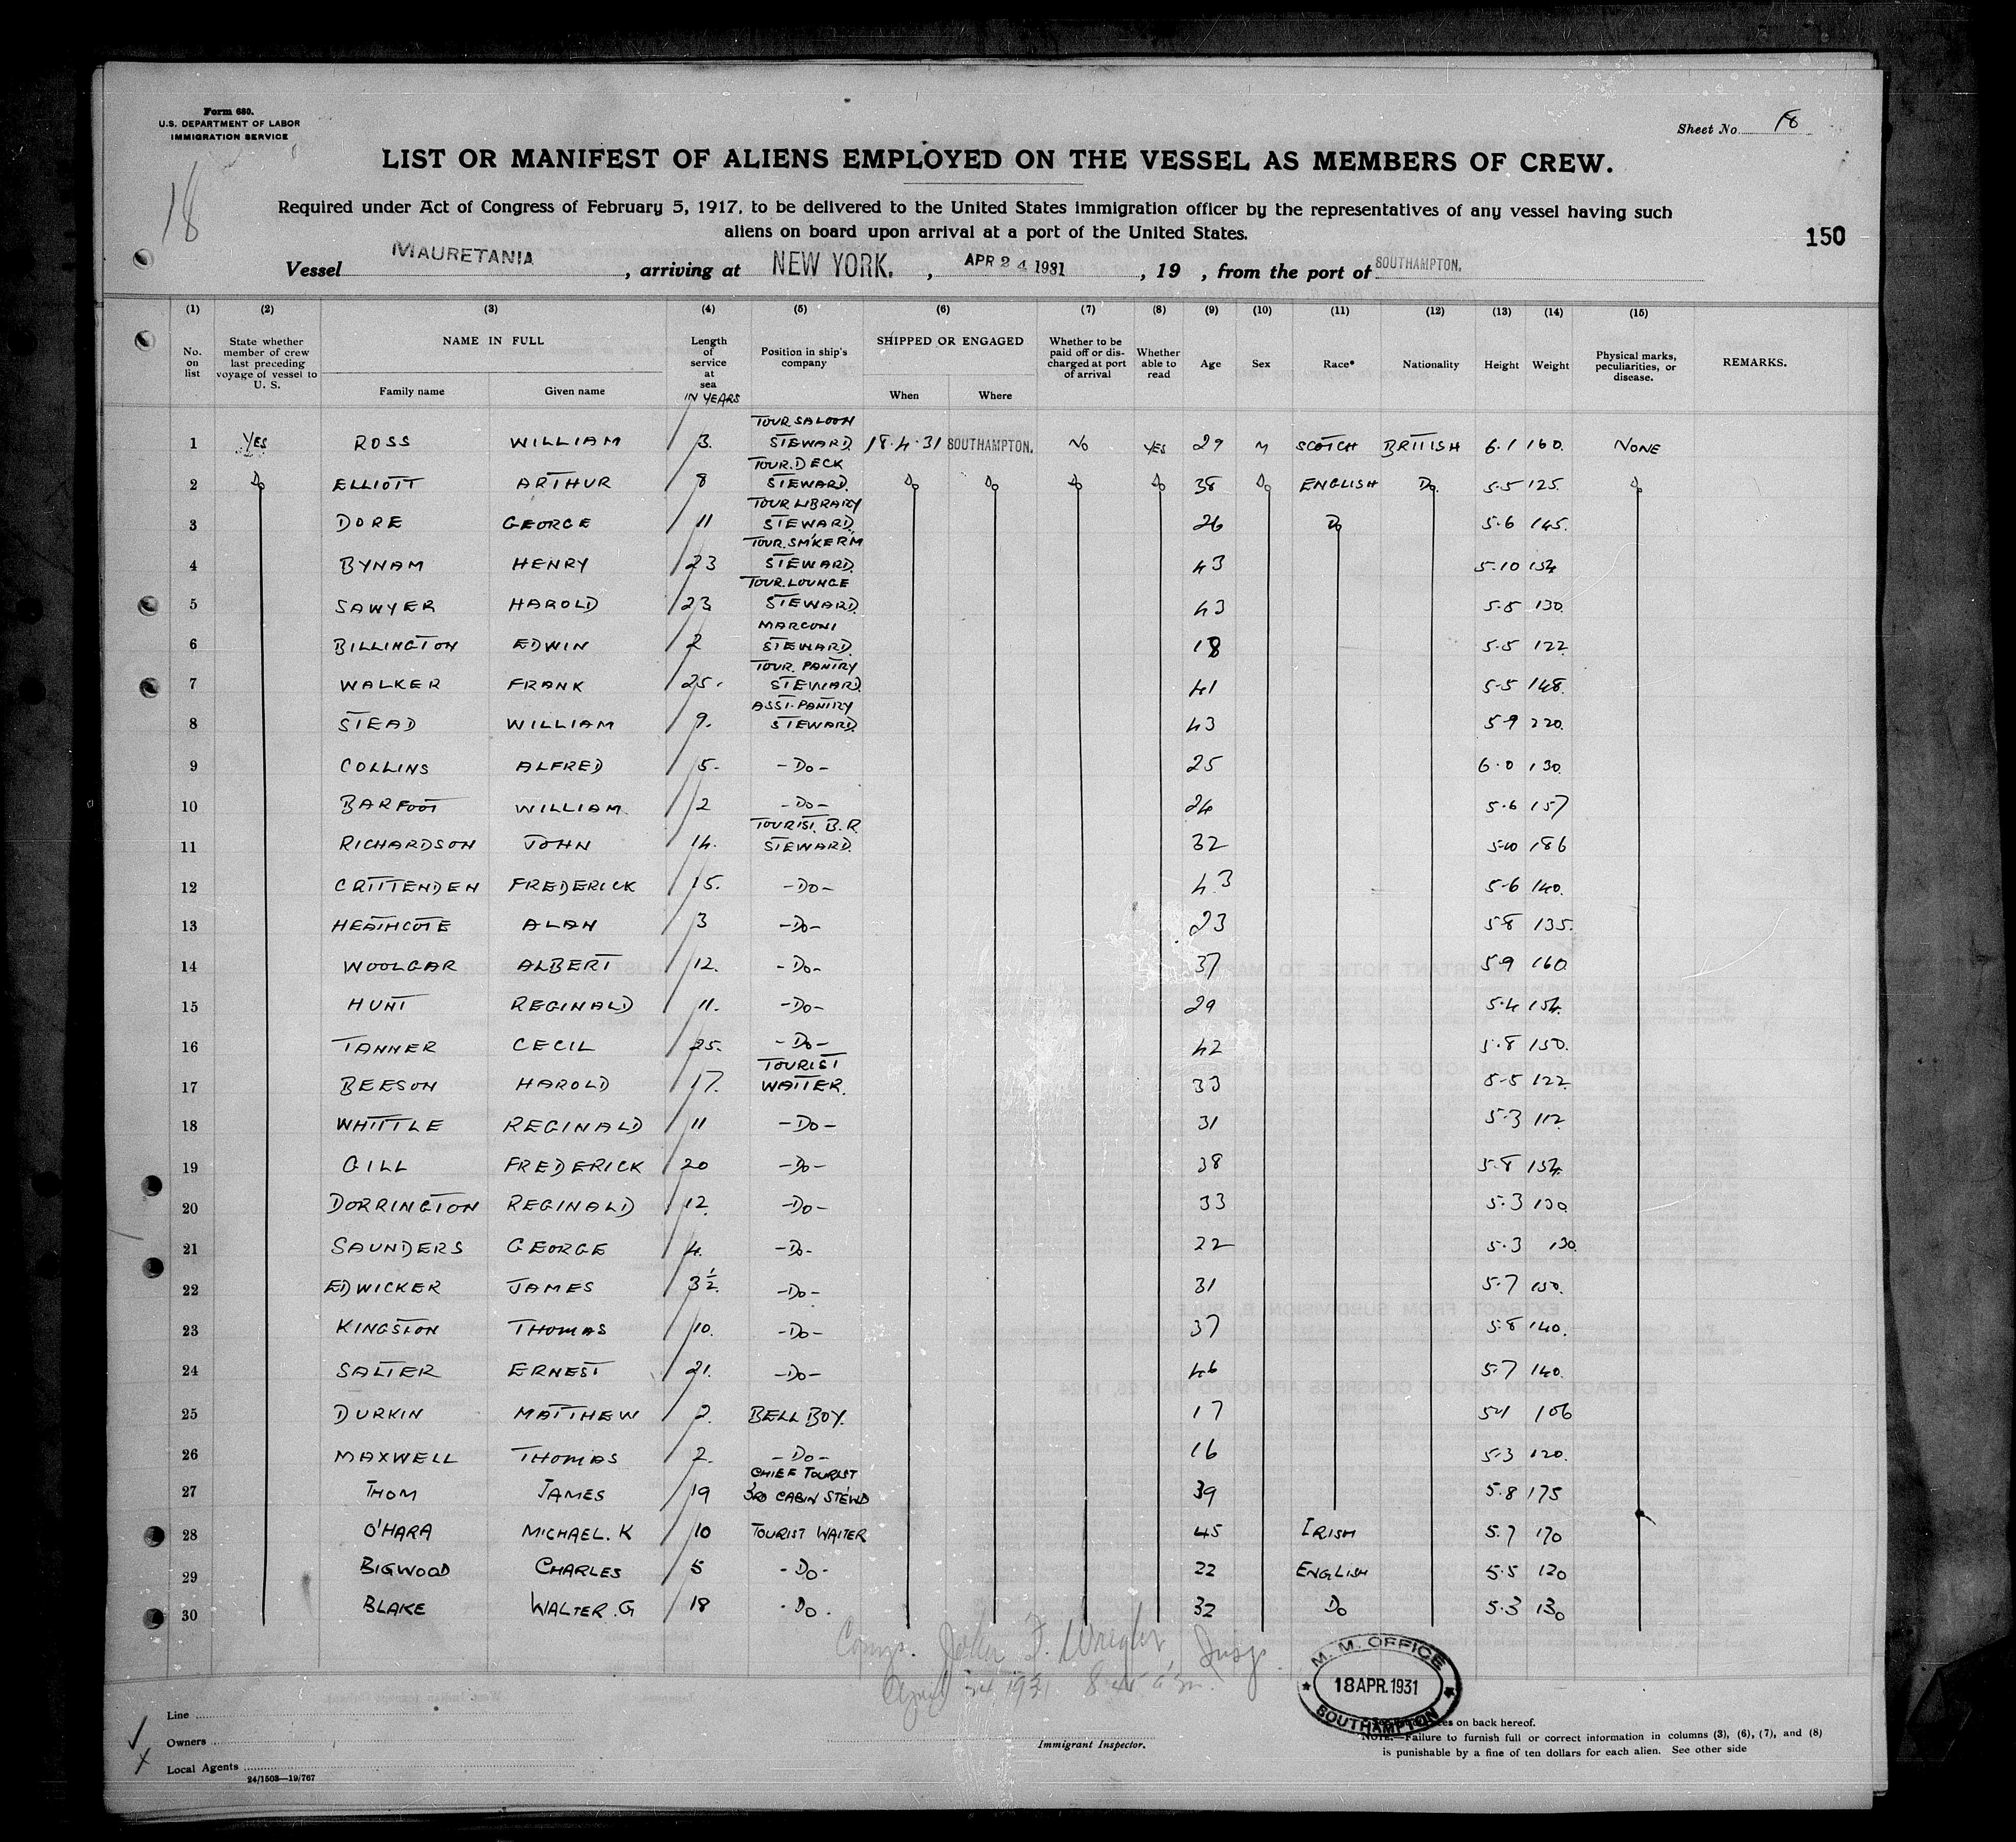 Form 680.
U.S. DEPARTMENT OF LABOR
IMMIGRATION SERVICE
Sheet No. 18
18
LIST OR MANIFEST OF ALIENS EMPLOYED ON THE VESSEL AS MEMBERS OF CREW.
Required under Act of Congress of February 5, 1917, to be delivered to the United States immigration officer by the representatives of any vessel having such
aliens on board upon arrival at a port of the United States.
150
Vessel MAURETANIA, arriving at NEW YORK., APR 24 1931, 19 , from the port of SOUTHAMPTON.
(1) (2) (3) (4) (5) (6) (7) (8) (9) (10) (11) (12) (13) (14) (15)
No. on list | State whether member of crew last preceding voyage of vessel to U. S. | NAME IN FULL | Family name | Given name | Length of service at sea IN YEARS | Position in ship's company | SHIPPED OR ENGAGED | When | Where | Whether to be paid off or discharged at port of arrival | Whether able to read | Age | Sex | Race* | Nationality | Height | Weight | Physical marks, peculiarities, or disease. | REMARKS.
1 YES ROSS WILLIAM 3. TOUR SALOON STEWARD. 18.4.31 SOUTHAMPTON. NO YES 29 M SCOTCH BRITISH 6.1 160. NONE
2 Do ELLIOTT ARTHUR 8 TOUR. DECK STEWARD. Do Do Do Do 38 Do ENGLISH Do. 5.5 125. Do
3 DORE GEORGE 11 TOUR LIBRARY STEWARD. 26 Do 5.6 145.
4 BYNAM HENRY 23 TOUR. SM'KE R'M STEWARD. 43 5.10 154
5 SAWYER HAROLD 23 TOUR. LOUNGE STEWARD. 43 5.8 130.
6 BILLINGTON EDWIN 2 MARCONI STEWARD. 18 5.5 122
7 WALKER FRANK 25. TOUR. PANTRY STEWARD. 41 5.5 148.
8 STEAD WILLIAM 9. ASST. PANTRY STEWARD. 43 5.9 220.
9 COLLINS ALFRED 5. -Do- 25 6.0 130.
10 BARFOOT WILLIAM. 2 -Do- 24 5.6 157
11 RICHARDSON JOHN 14. TOURIST. B.R. STEWARD. 32 5.10 186
12 CRITTENDEN FREDERICK 15. -Do- 43 5.6 140.
13 HEATHCOTE ALAN 3 -Do- 23 5.8 135.
14 WOOLGAR ALBERT 12. -Do- 37 5.9 160.
15 HUNT REGINALD 11. -Do- 29 5.4 154.
16 TANNER CECIL 25. -Do- 42 5.8 150.
17 BEESON HAROLD 17. TOURIST WAITER. 33 5.5 122.
18 WHITTLE REGINALD 11 -Do- 31 5.3 112.
19 GILL FREDERICK 20 -Do- 38 5.8 154.
20 DORRINGTON REGINALD 12. -Do- 33 5.3 130.
21 SAUNDERS GEORGE 4. -Do- 22 5.3 130.
22 EDWICKER JAMES 3½. -Do- 31 5.7 150.
23 KINGSTON THOMAS 10. -Do- 37 5.8 140.
24 SALTER ERNEST 21. -Do- 46 5.7 140.
25 DURKIN MATTHEW 2. BELL BOY. 17 5.1 106
26 MAXWELL THOMAS 2. -Do- 16 5.3 120.
27 THOM JAMES 19 CHIEF TOURIST 3RD CABIN STEWD 39 5.8 175
28 O'HARA MICHAEL. K 10 TOURIST WAITER 45 IRISH 5.7 170
29 BIGWOOD CHARLES 5 -Do- 22 ENGLISH 5.5 120
30 BLAKE WALTER. G 18 -Do. 32 Do 5.3 130
Insp.
April 24 1931 8
M. M. OFFICE
18 APR. 1931
SOUTHAMPTON
Line
Owners
Local Agents
24/1503—19/767
Immigrant Inspector.
on back hereof.
NOTE.—Failure to furnish full or correct information in columns (3), (6), (7), and (8)
is punishable by a fine of ten dollars for each alien. See other side